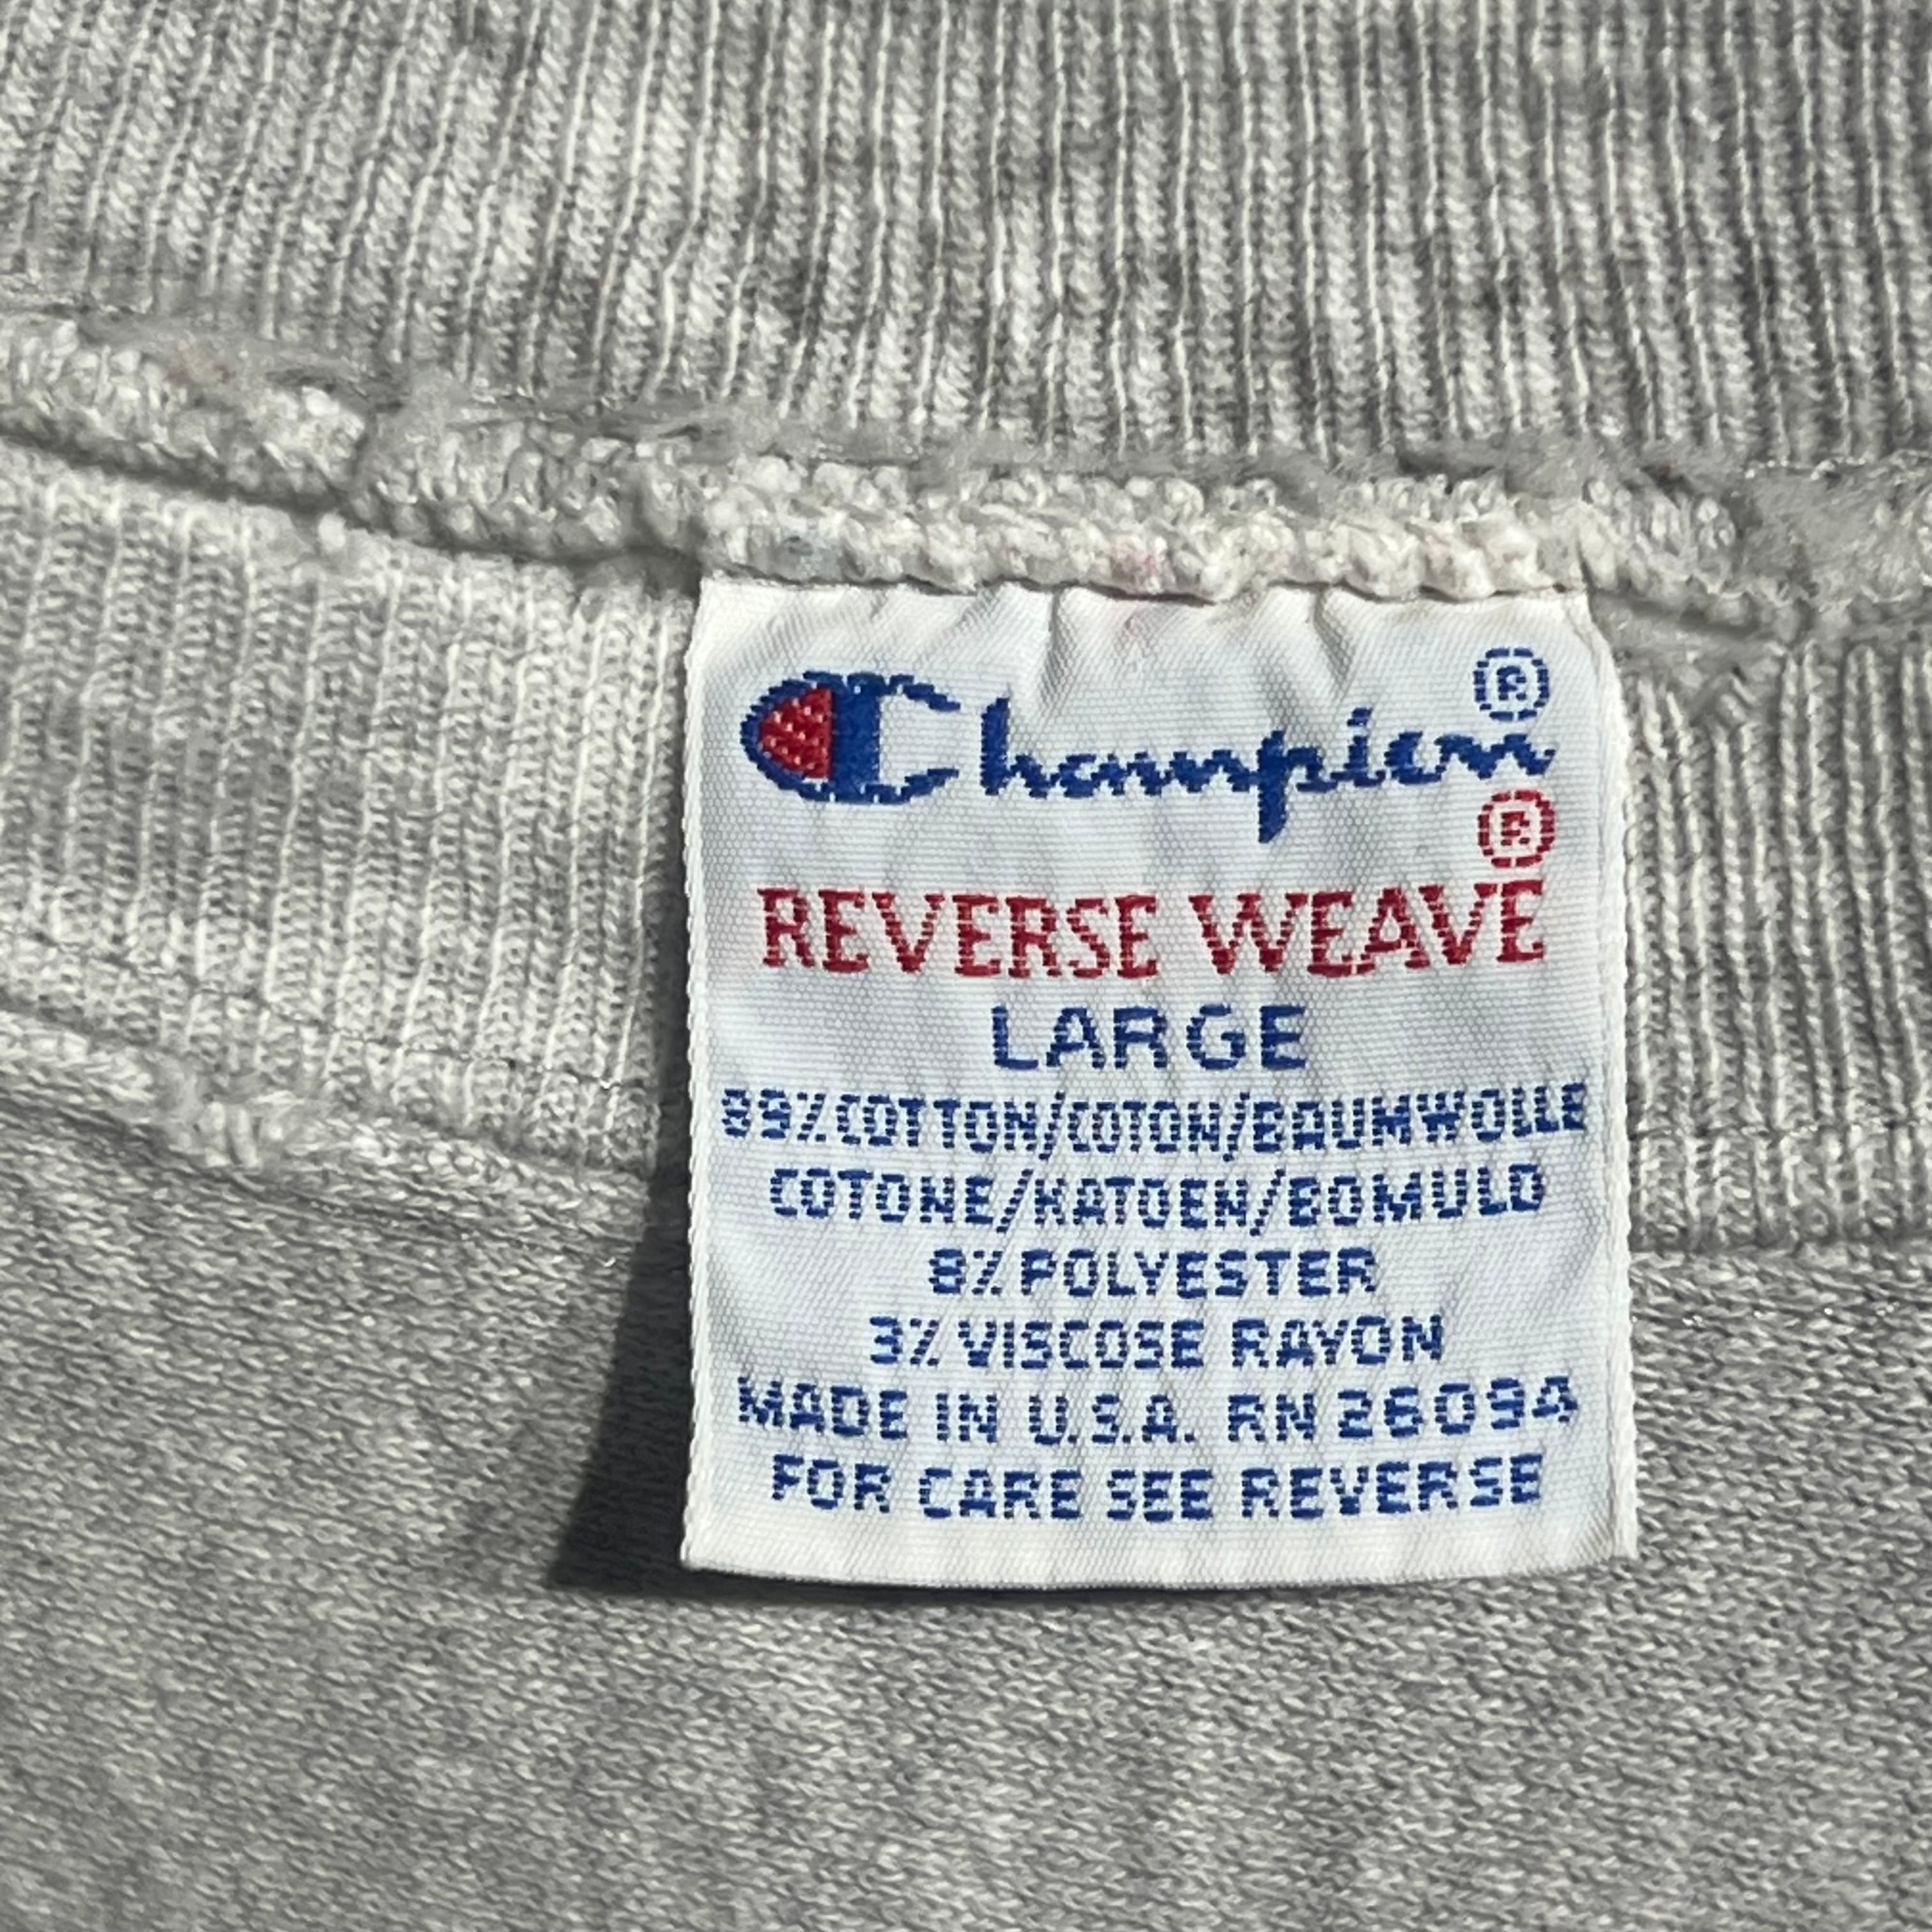 Champion®
REVERSE WEAVE®
LARGE
89% COTTON/COTON/BAUMWOLLE
COTONE/KATOEN/BOMULD
8% POLYESTER
3% VISCOSE RAYON
MADE IN U.S.A. RN 26094
FOR CARE SEE REVERSE